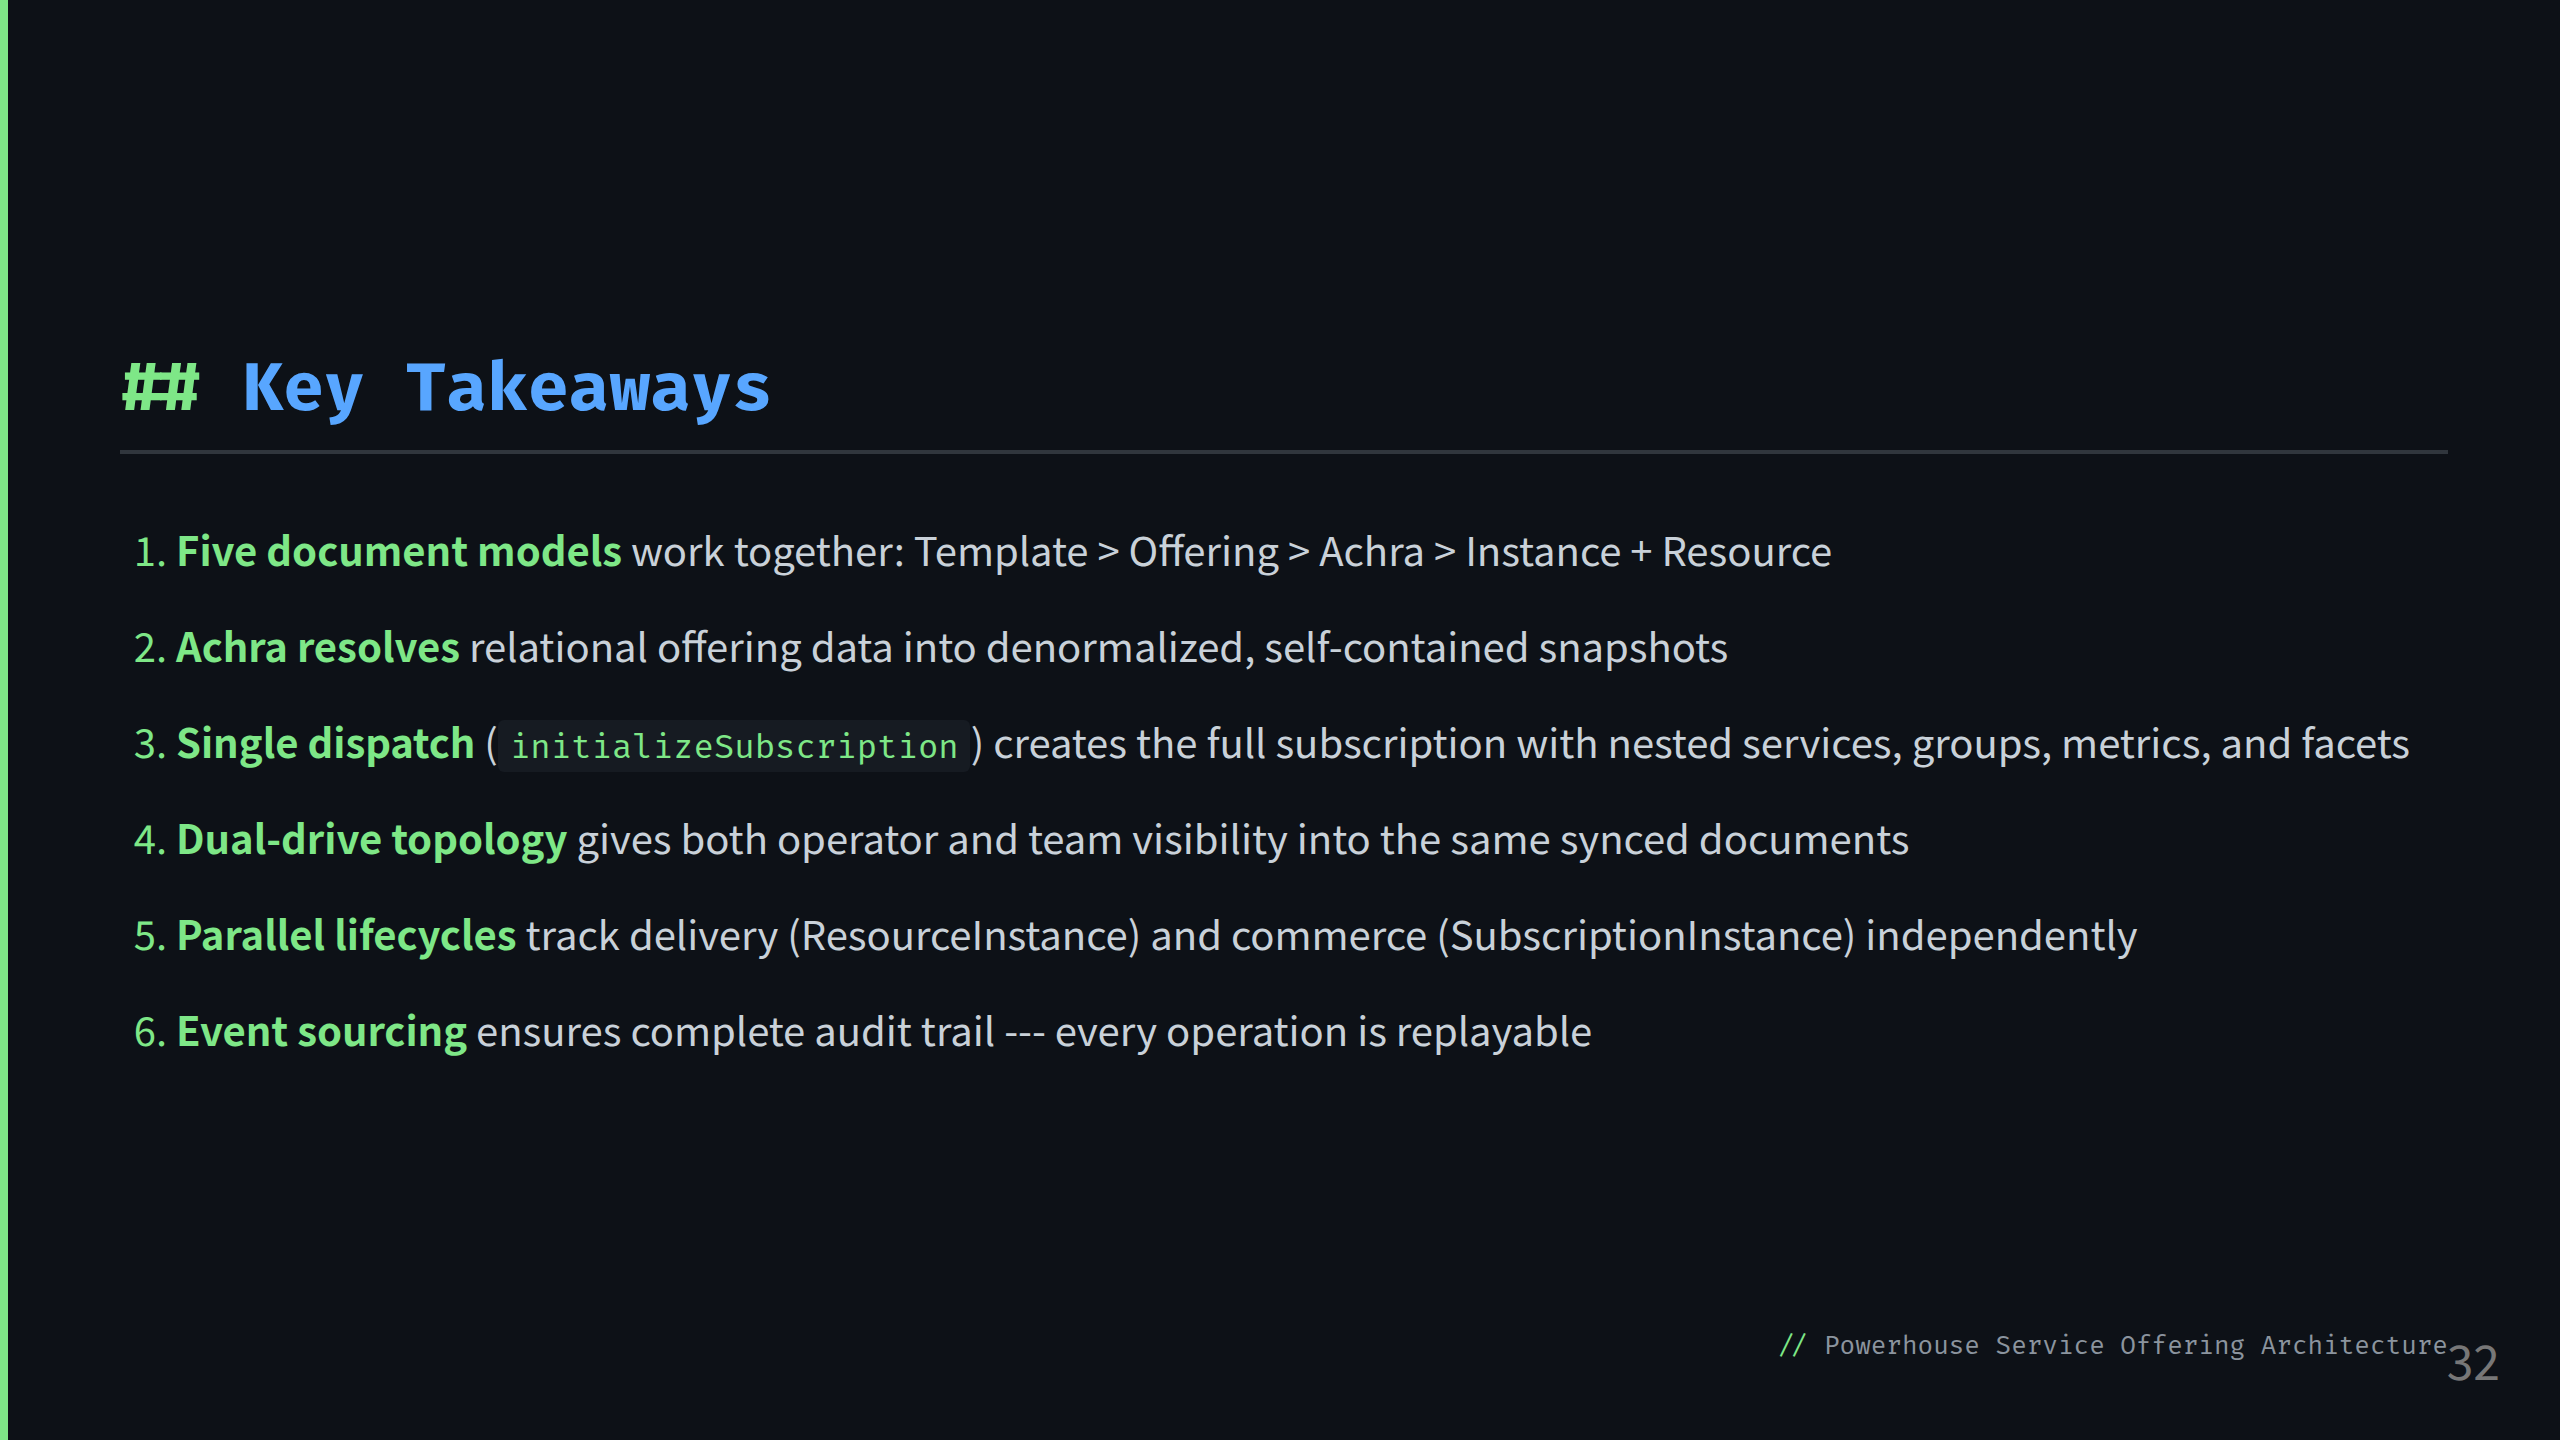 ## Key Takeaways
1. Five document models work together: Template > Offering > Achra > Instance + Resource
2. Achra resolves relational offering data into denormalized, self-contained snapshots
3. Single dispatch (initializeSubscription) creates the full subscription with nested services, groups, metrics, and facets
4. Dual-drive topology gives both operator and team visibility into the same synced documents
5. Parallel lifecycles track delivery (ResourceInstance) and commerce (SubscriptionInstance) independently
6. Event sourcing ensures complete audit trail --- every operation is replayable
// Powerhouse Service Offering Architecture
32